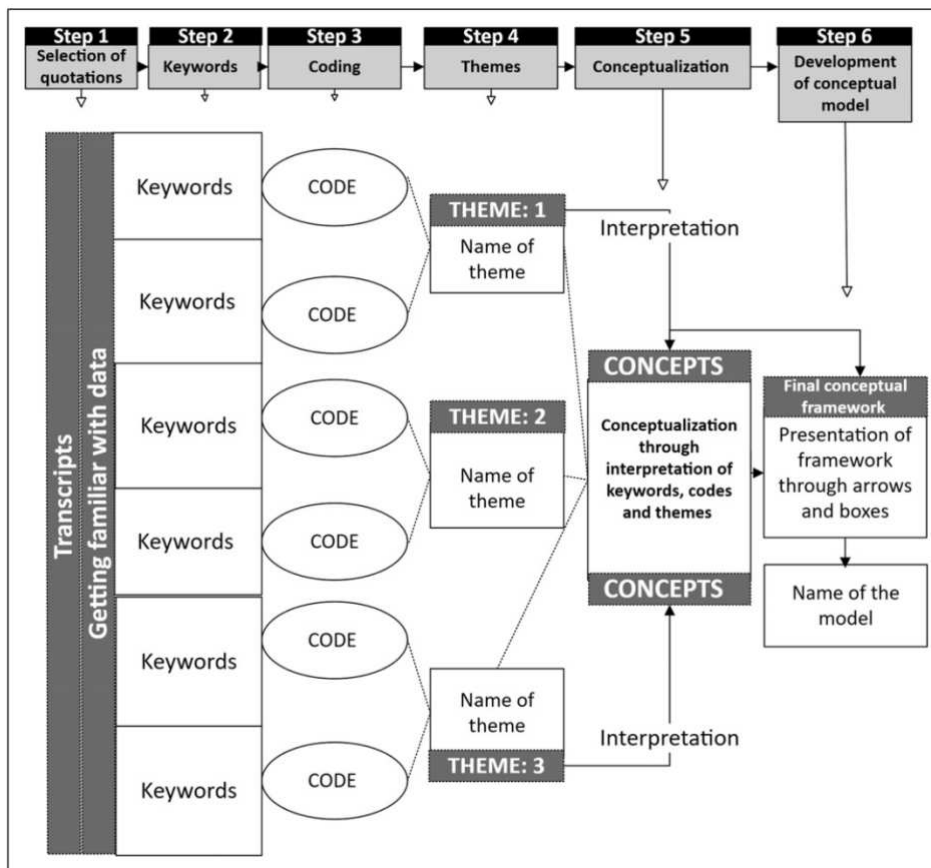 Step 1
Selection of
quotations
Step 2
Keywords
Step 3
Coding
Step 4
Themes
Step 5
Conceptualization
Step 6
Development
of conceptual
model
Transcripts
Getting familiar with data
Keywords
Keywords
Keywords
Keywords
Keywords
Keywords
CODE
CODE
CODE
CODE
CODE
CODE
THEME: 1
Name of
theme
THEME: 2
Name of
theme
Name of
theme
THEME: 3
Interpretation
CONCEPTS
Conceptualization
through
interpretation of
keywords, codes
and themes
CONCEPTS
Interpretation
Final conceptual
framework
Presentation of
framework
through arrows
and boxes
Name of the
model